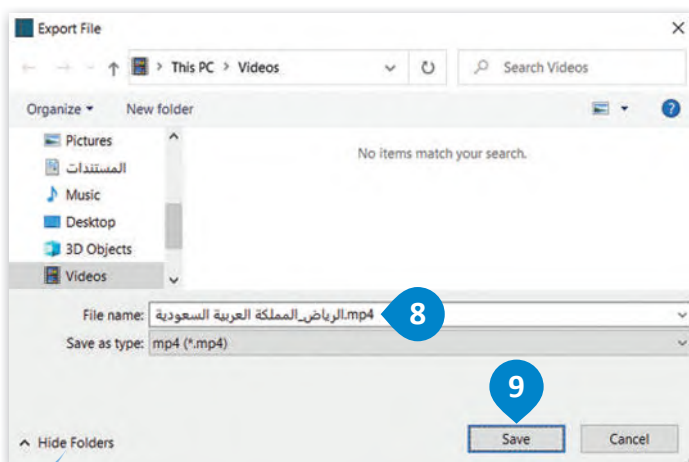 Export File
This PC > Videos
Search Videos
Organize
New folder
Pictures
المستندات
Music
Desktop
3D Objects
Videos
No items match your search.
File name: الرياض_المملكة العربية السعودية.mp4
8
Save as type: mp4 (*.mp4)
9
Hide Folders
Save
Cancel